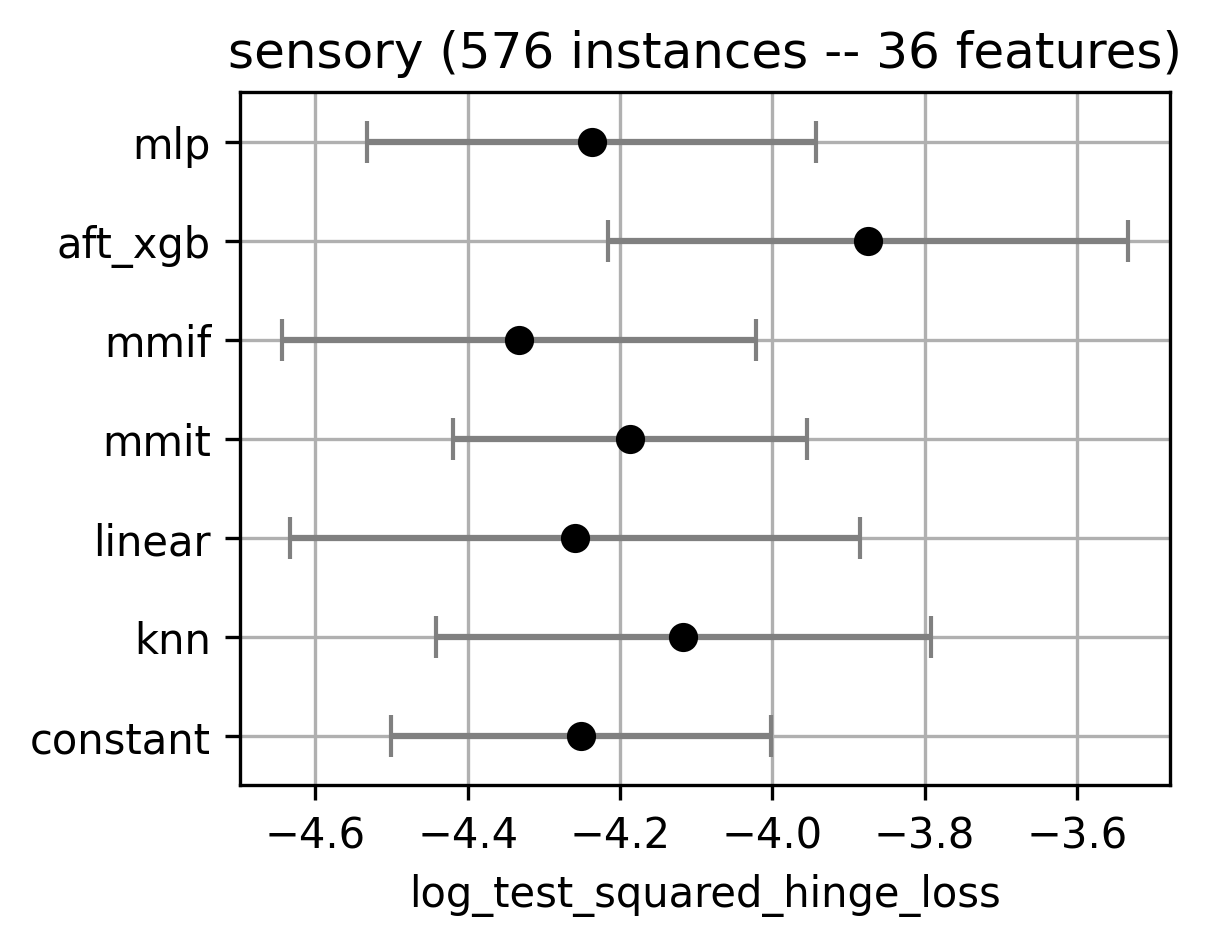 sensory (576 instances -- 36 features)
mlp
aft_xgb
mmif
mmit
linear
knn
constant
−4.6 −4.4 −4.2 −4.0 −3.8 −3.6
log_test_squared_hinge_loss